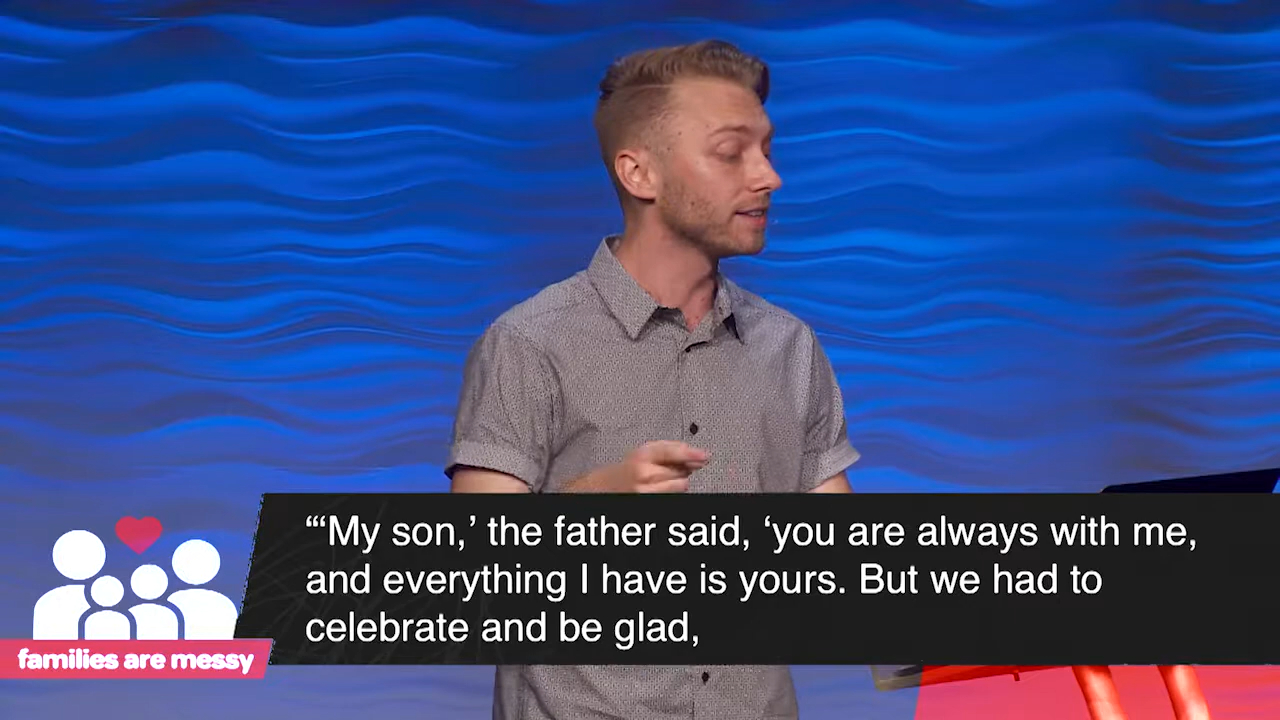 “‘My son,’ the father said, ‘you are always with me,
and everything I have is yours. But we had to
celebrate and be glad,
families are messy